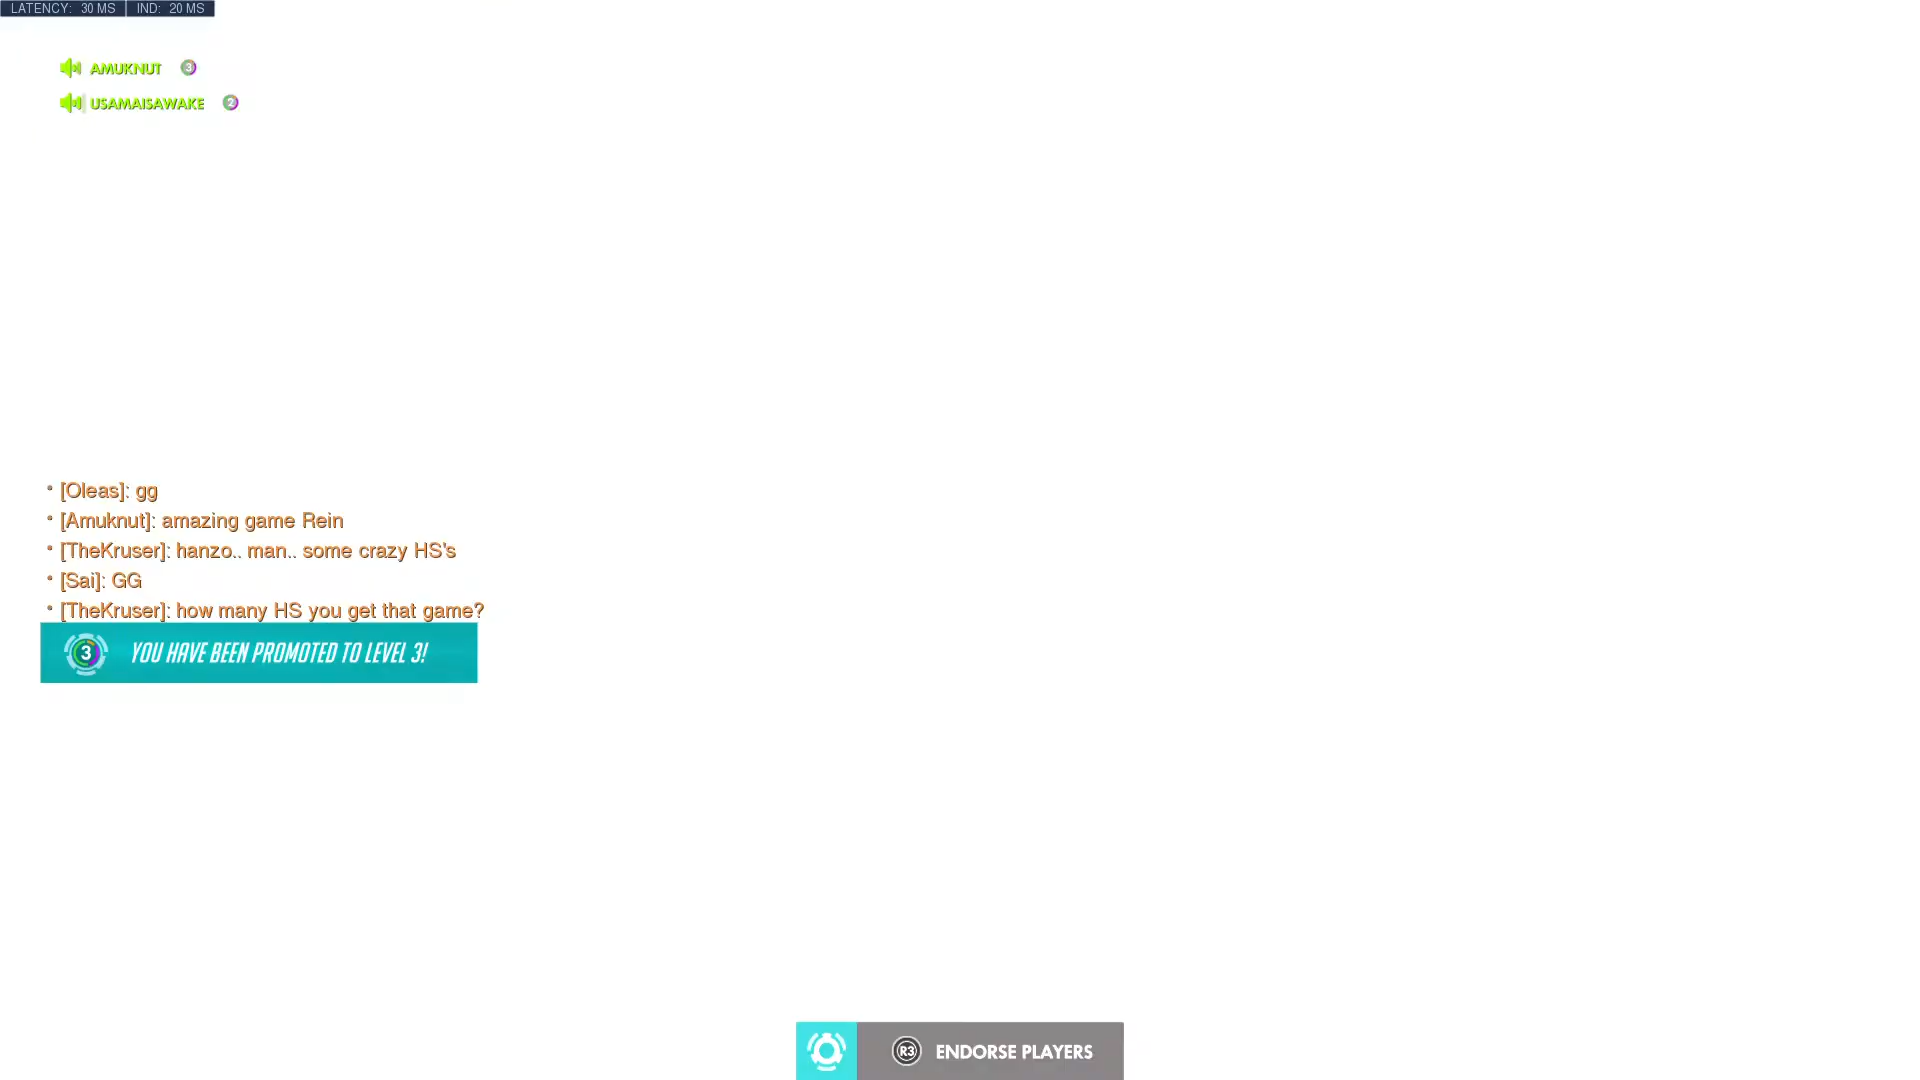 LATENCY: 30 MS IND: 20 MS
AMUKNUT 3
USAMAISAWAKE 2
• [Oleas]: gg
• [Amuknut]: amazing game Rein
• [TheKruser]: hanzo.. man.. some crazy HS's
• [Sai]: GG
• [TheKruser]: how many HS you get that game?
3 YOU HAVE BEEN PROMOTED TO LEVEL 3!
R3 ENDORSE PLAYERS